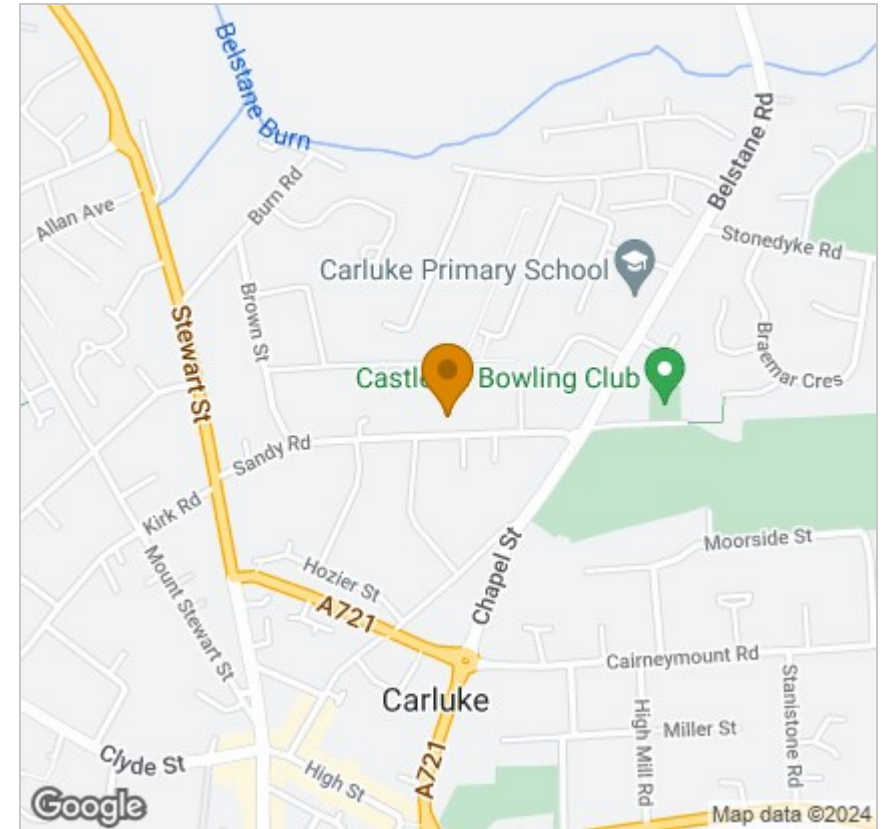 Belstane Burn
Belstane Rd
Burn Rd
Allan Ave
Stonedyke Rd
Carluke Primary School
Brown St
Stewart St
Braemar Cres
Castle Bowling Club
Sandy Rd
Kirk Rd
Mount Stewart St
Hozier St
Chapel St
Moorside St
A721
Cairneymount Rd
Carluke
Stanistone Rd
High Mill Rd
Miller St
Clyde St
High St
A721
Google
Map data ©2024